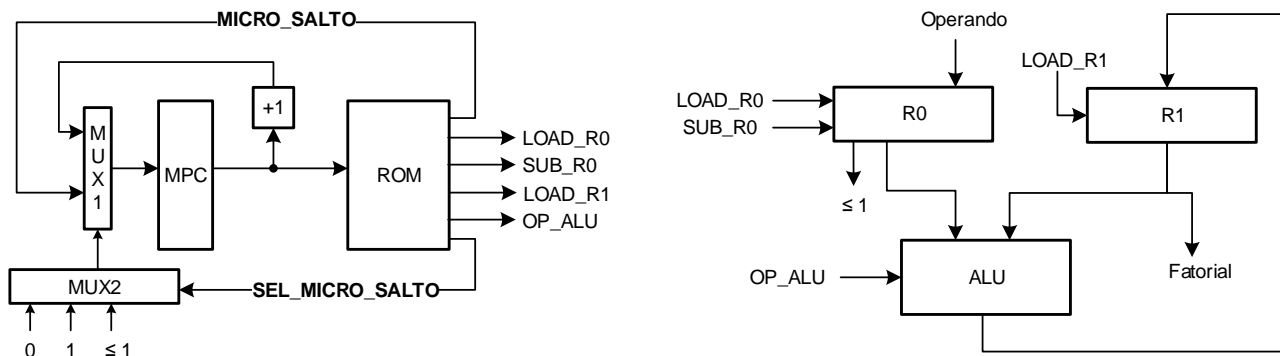 MICRO_SALTO
+1
MUX1
MPC
ROM
LOAD_R0
SUB_R0
LOAD_R1
OP_ALU
MUX2
SEL_MICRO_SALTO
0 1 ≤ 1
Operando
LOAD_R1
LOAD_R0
SUB_R0
R0
R1
≤ 1
OP_ALU
ALU
Fatorial